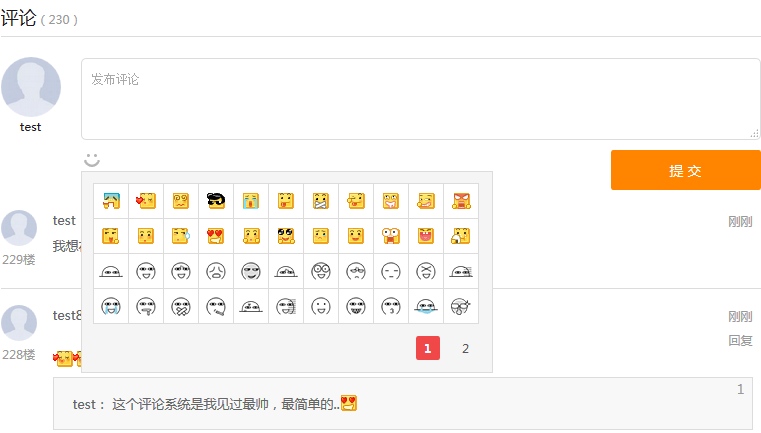 评论（230）
发布评论
test
提 交
test
刚刚
我想
229楼
1 2
test8
刚刚
228楼
回复
1
test： 这个评论系统是我见过最帅，最简单的..